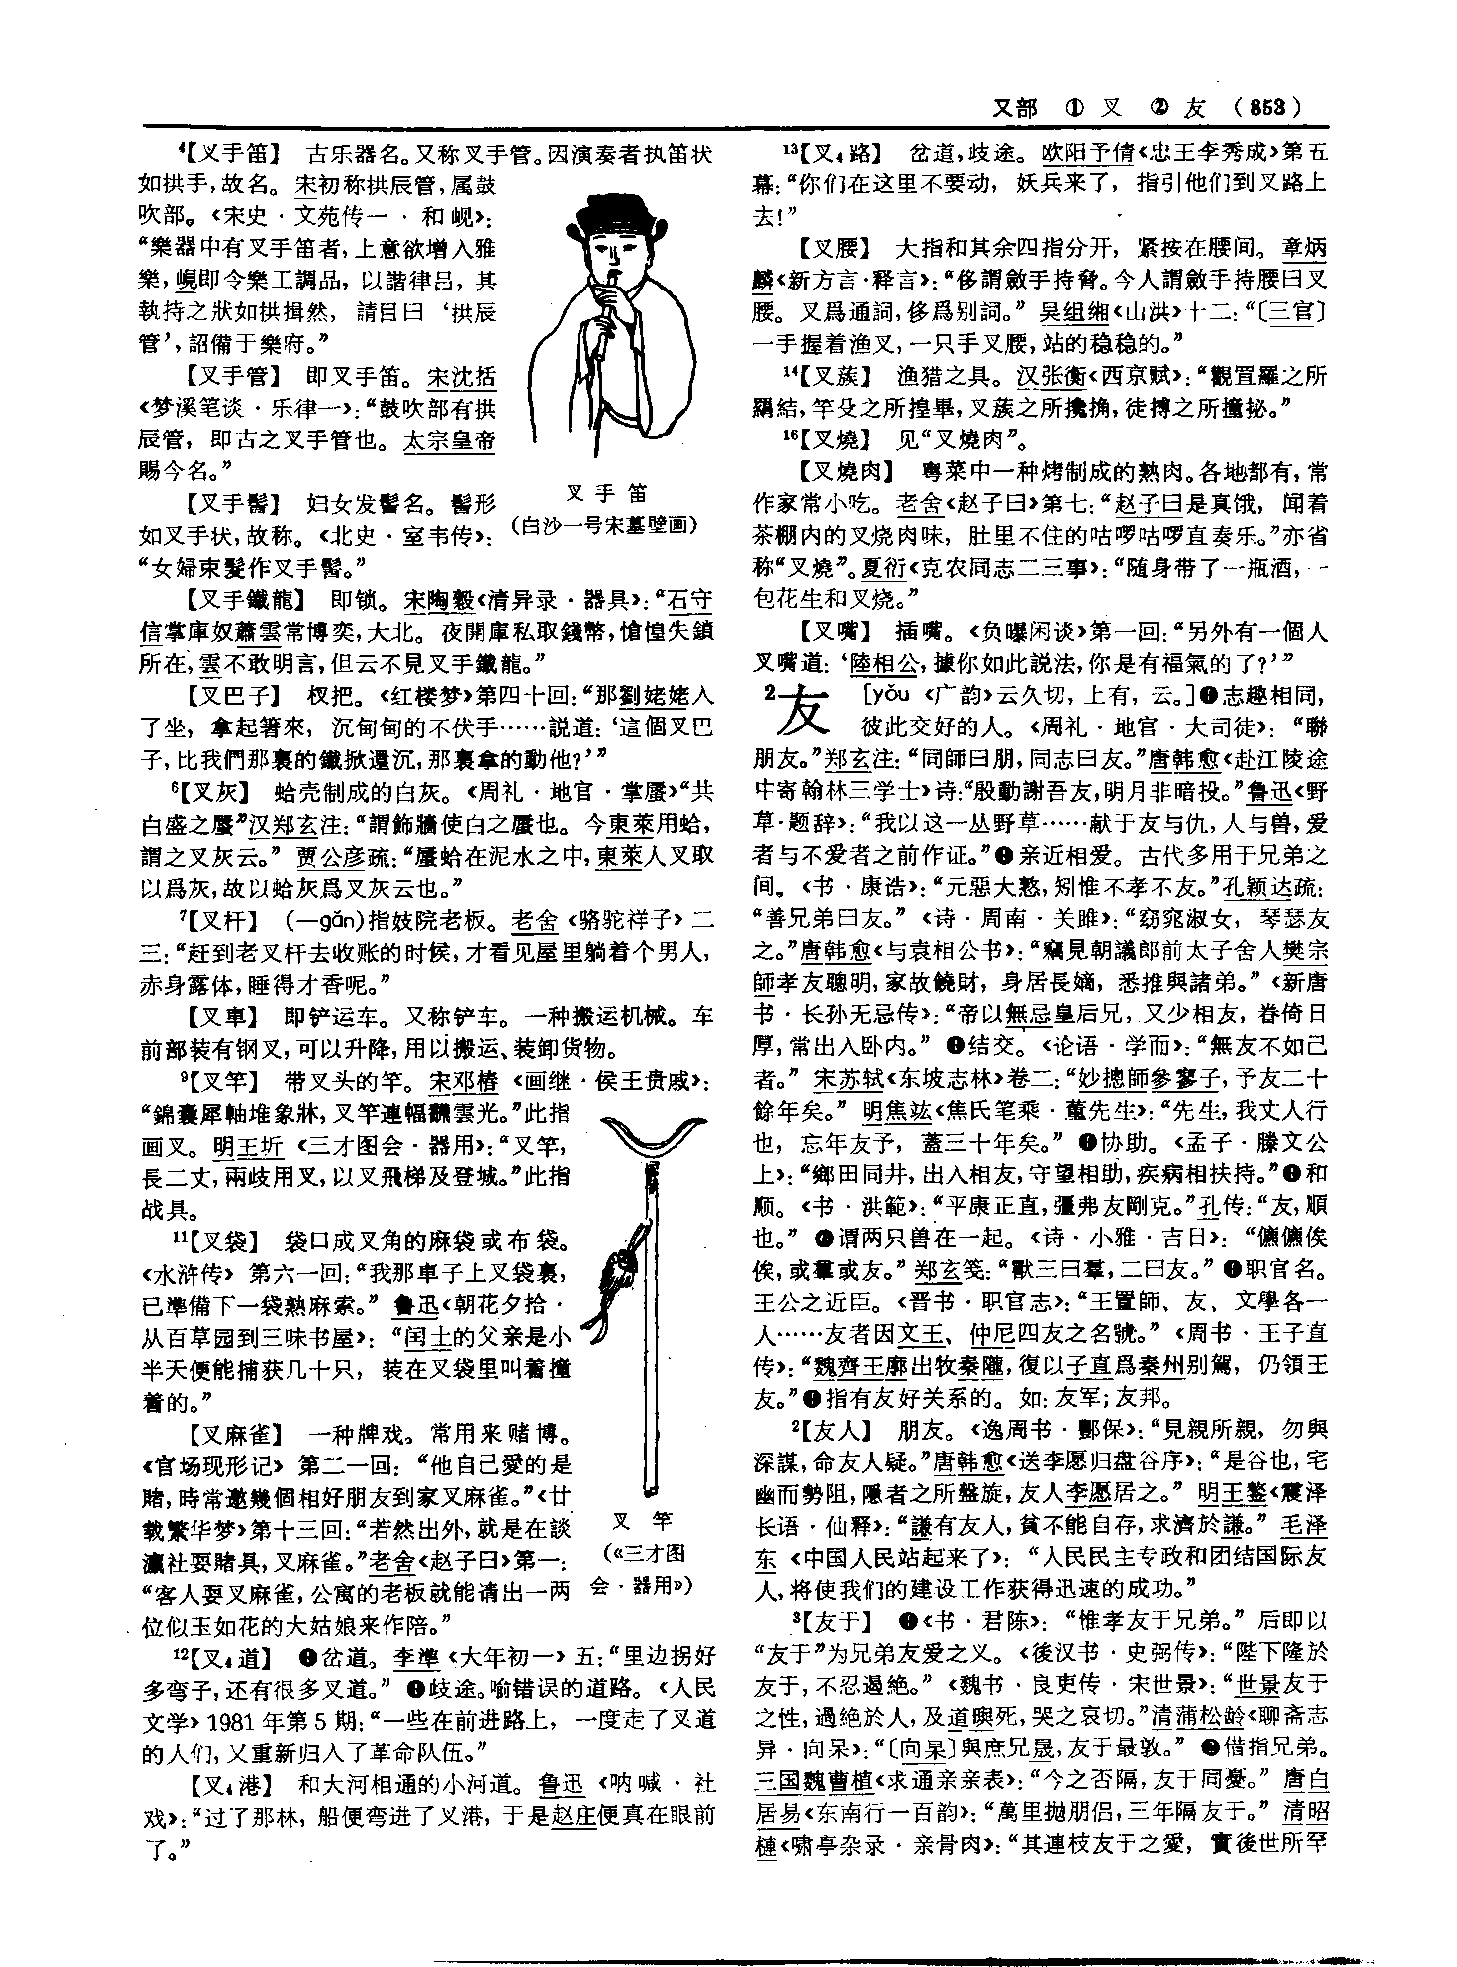 又部 ① 叉 ② 友 (853)
4【叉手笛】 古乐器名。又称叉手管。因演奏者执笛状
如拱手,故名。宋初称拱辰管,属鼓
吹部。《宋史·文苑传一·和岘》:
“樂器中有叉手笛者,上意欲增入雅
樂,峴即令樂工調品,以諧律呂,其
執持之狀如拱揖然,請目曰‘拱辰
管’,詔備于樂府。”
【叉手管】 即叉手笛。宋沈括
《梦溪笔谈·乐律一》:“鼓吹部有拱
辰管,即古之叉手管也。太宗皇帝
賜今名。”
【叉手髻】 妇女发髻名。髻形
如叉手状,故称。《北史·室韦传》:
“女婦束髮作叉手髻。”
叉手笛
(白沙一号宋墓壁画)
【叉手鐵龍】 即锁。宋陶穀《清异录·器具》:“石守
信掌庫奴蕭雲常博奕,大北。夜開庫私取錢幣,愴惶失鎖
所在,雲不敢明言,但云不見叉手鐵龍。”
【叉巴子】 杈把。《红楼梦》第四十回:“那劉姥姥入
了坐,拿起箸來,沉甸甸的不伏手……説道:‘這個叉巴
子,比我們那裏的鐵掀還沉,那裏拿的動他?’”
6【叉灰】 蛤壳制成的白灰。《周礼·地官·掌蜃》“共
白盛之蜃”汉郑玄注:“謂飾牆使白之蜃也。今東萊用蛤,
謂之叉灰云。”贾公彦疏:“蜃蛤在泥水之中,東萊人叉取
以爲灰,故以蛤灰爲叉灰云也。”
7【叉杆】 (—gǎn)指妓院老板。老舍《骆驼祥子》二
三:“赶到老叉杆去收账的时候,才看见屋里躺着个男人,
赤身露体,睡得才香呢。”
【叉車】 即铲运车。又称铲车。一种搬运机械。车
前部装有钢叉,可以升降,用以搬运、装卸货物。
9【叉竿】 带叉头的竿。宋邓椿《画继·侯王贵戚》:
“錦囊犀軸堆象牀,叉竿連幅翻雲光。”此指
画叉。明王圻《三才图会·器用》:“叉竿,
長二丈,兩歧用叉,以叉飛梯及登城。”此指
战具。
11【叉袋】 袋口成叉角的麻袋或布袋。
《水浒传》第六一回:“我那車子上叉袋裏,
已準備下一袋熟麻索。”鲁迅《朝花夕拾·
从百草园到三味书屋》:“闰土的父亲是小
半天便能捕获几十只,装在叉袋里叫着撞
着的。”
【叉麻雀】 一种牌戏。常用来赌博。
《官场现形记》第二一回:“他自己愛的是
賭,時常邀幾個相好朋友到家叉麻雀。”《廿
载繁华梦》第十三回:“若然出外,就是在談
瀛社耍賭具,叉麻雀。”老舍《赵子曰》第一:
“客人要叉麻雀,公寓的老板就能请出一两
位似玉如花的大姑娘来作陪。”
叉竿
(《三才图
会·器用》)
12【叉4道】 ❶岔道。李準《大年初一》五:“里边拐好
多弯子,还有很多叉道。”❷歧途。喻错误的道路。《人民
文学》1981年第5期:“一些在前进路上,一度走了叉道
的人们,又重新归入了革命队伍。”
【叉4港】 和大河相通的小河道。鲁迅《呐喊·社
戏》:“过了那林,船便弯进了叉港,于是赵庄便真在眼前
了。”
13【叉4路】 岔道,歧途。欧阳予倩《忠王李秀成》第五
幕:“你们在这里不要动,妖兵来了,指引他们到叉路上
去!”
【叉腰】 大指和其余四指分开,紧按在腰间。章炳
麟《新方言·释言》:“侈謂斂手持脅。今人謂斂手持腰曰叉
腰。叉爲通詞,侈爲别詞。”吴组缃《山洪》十二:“〔三官〕
一手握着渔叉,一只手叉腰,站的稳稳的。”
14【叉蔟】 渔猎之具。汉张衡《西京赋》:“觀罝羅之所
羂結,竿殳之所揘畢,叉蔟之所攙捔,徒搏之所撞㧙。”
16【叉燒】 见“叉燒肉”。
【叉燒肉】 粤菜中一种烤制成的熟肉。各地都有,常
作家常小吃。老舍《赵子曰》第七:“赵子曰是真饿,闻着
茶棚内的叉烧肉味,肚里不住的咕啰咕啰直奏乐。”亦省
称“叉燒”。夏衍《克农同志二三事》:“随身带了一瓶酒,一
包花生和叉烧。”
【叉嘴】 插嘴。《负曝闲谈》第一回:“另外有一個人
叉嘴道:‘陸相公,據你如此説法,你是有福氣的了?’”
2友 [yǒu《广韵》云久切,上有,云。]❶志趣相同,
彼此交好的人。《周礼·地官·大司徒》:“聯
朋友。”郑玄注:“同師曰朋,同志曰友。”唐韩愈《赴江陵途
中寄翰林三学士》诗:“殷勤謝吾友,明月非暗投。”鲁迅《野
草·题辞》:“我以这一丛野草……献于友与仇,人与兽,爱
者与不爱者之前作证。”❷亲近相爱。古代多用于兄弟之
间。《书·康诰》:“元惡大憝,矧惟不孝不友。”孔颖达疏:
“善兄弟曰友。”《诗·周南·关雎》:“窈窕淑女,琴瑟友
之。”唐韩愈《与袁相公书》:“竊見朝議郎前太子舍人樊宗
師孝友聰明,家故饒財,身居長嫡,悉推與諸弟。”《新唐
书·长孙无忌传》:“帝以無忌皇后兄,又少相友,眷倚日
厚,常出入卧内。”❸结交。《论语·学而》:“無友不如己
者。”宋苏轼《东坡志林》卷二:“妙摠師參寥子,予友二十
餘年矣。”明焦竑《焦氏笔乘·董先生》:“先生,我丈人行
也,忘年友予,蓋三十年矣。”❹协助。《孟子·滕文公
上》:“鄉田同井,出入相友,守望相助,疾病相扶持。”❺和
顺。《书·洪範》:“平康正直,彊弗友剛克。”孔传:“友,順
也。”❻谓两只兽在一起。《诗·小雅·吉日》:“儦儦俟
俟,或羣或友。”郑玄笺:“獸三曰羣,二曰友。”❼职官名。
王公之近臣。《晋书·职官志》:“王置師、友、文學各一
人……友者因文王、仲尼四友之名號。”《周书·王子直
传》:“魏齊王廓出牧秦隴,復以子直爲秦州别駕,仍領王
友。”❽指有友好关系的。如:友军;友邦。
2【友人】 朋友。《逸周书·酆保》:“見親所親,勿與
深謀,命友人疑。”唐韩愈《送李愿归盘谷序》:“是谷也,宅
幽而勢阻,隱者之所盤旋,友人李愿居之。”明王鏊《震泽
长语·仙释》:“謙有友人,貧不能自存,求濟於謙。”毛泽
东《中国人民站起来了》:“人民民主专政和团结国际友
人,将使我们的建设工作获得迅速的成功。”
3【友于】 ❶《书·君陈》:“惟孝友于兄弟。”后即以
“友于”为兄弟友爱之义。《後汉书·史弼传》:“陛下隆於
友于,不忍遏絶。”《魏书·良吏传·宋世景》:“世景友于
之性,過絶於人,及道璵死,哭之哀切。”清蒲松龄《聊斋志
异·向杲》:“〔向杲〕與庶兄晟,友于最敦。”❷借指兄弟。
三国魏曹植《求通亲亲表》:“今之否隔,友于同憂。”唐白
居易《东南行一百韵》:“萬里抛朋侣,三年隔友于。”清昭
槤《啸亭杂录·亲骨肉》:“其連枝友于之愛,實後世所罕